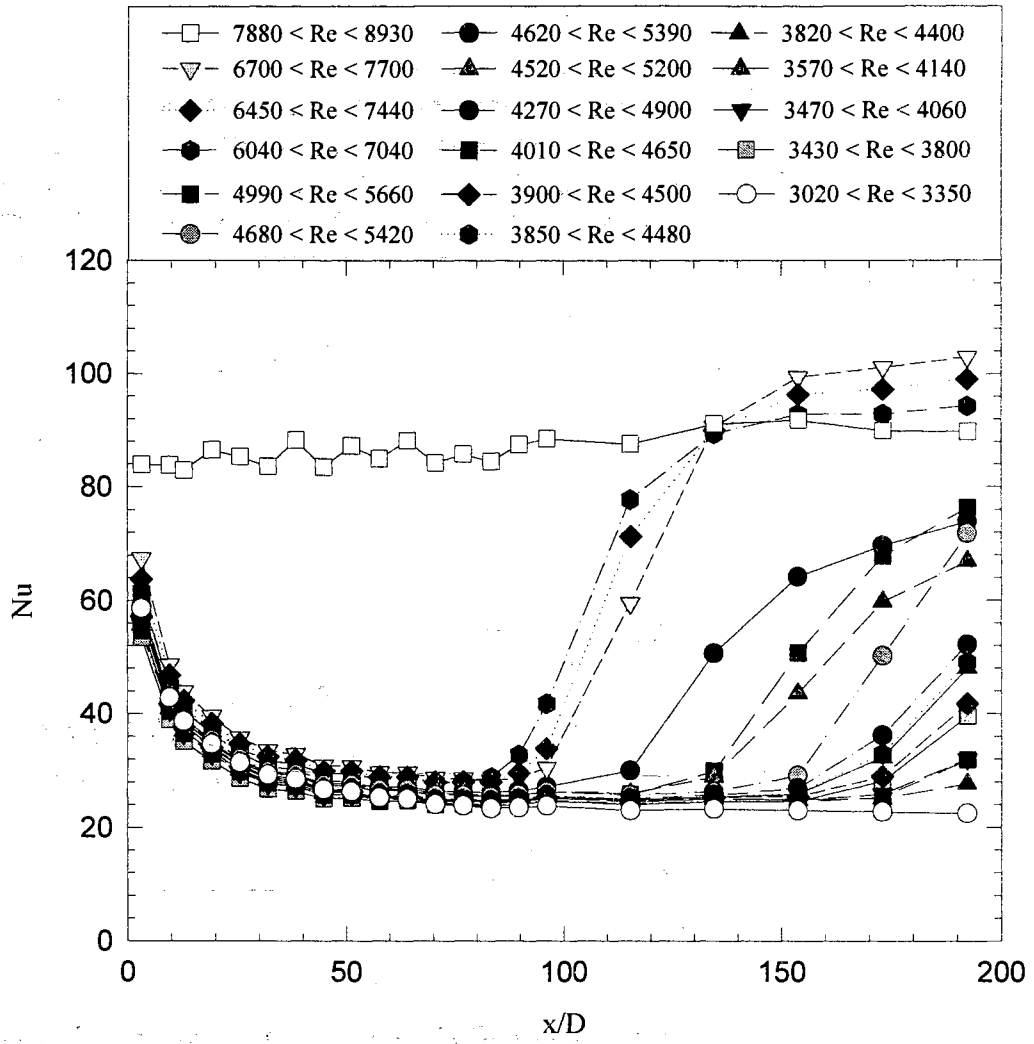 7880 < Re < 8930 4620 < Re < 5390 3820 < Re < 4400
6700 < Re < 7700 4520 < Re < 5200 3570 < Re < 4140
6450 < Re < 7440 4270 < Re < 4900 3470 < Re < 4060
6040 < Re < 7040 4010 < Re < 4650 3430 < Re < 3800
4990 < Re < 5660 3900 < Re < 4500 3020 < Re < 3350
4680 < Re < 5420 3850 < Re < 4480
120
100
80
60
40
20
0
Nu
0 50 100 150 200
x/D